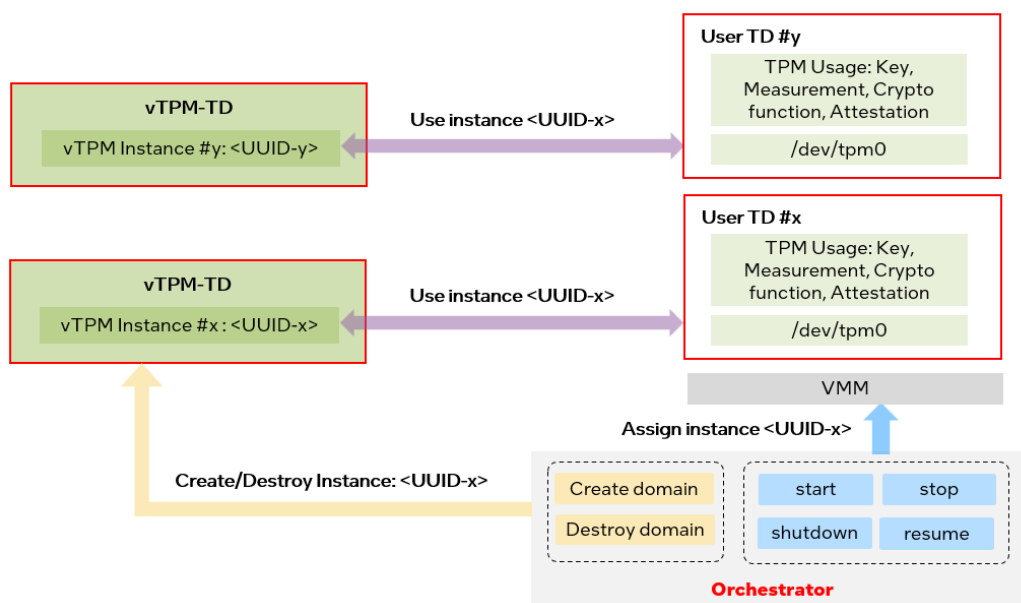 User TD #y
TPM Usage: Key,
Measurement, Crypto
function, Attestation
/dev/tpm0
vTPM-TD
vTPM Instance #y: <UUID-y>
Use instance <UUID-x>
User TD #x
TPM Usage: Key,
Measurement, Crypto
function, Attestation
/dev/tpm0
vTPM-TD
vTPM Instance #x : <UUID-x>
Use instance <UUID-x>
VMM
Assign instance <UUID-x>
Create/Destroy Instance: <UUID-x>
Create domain
Destroy domain
start
stop
shutdown
resume
Orchestrator